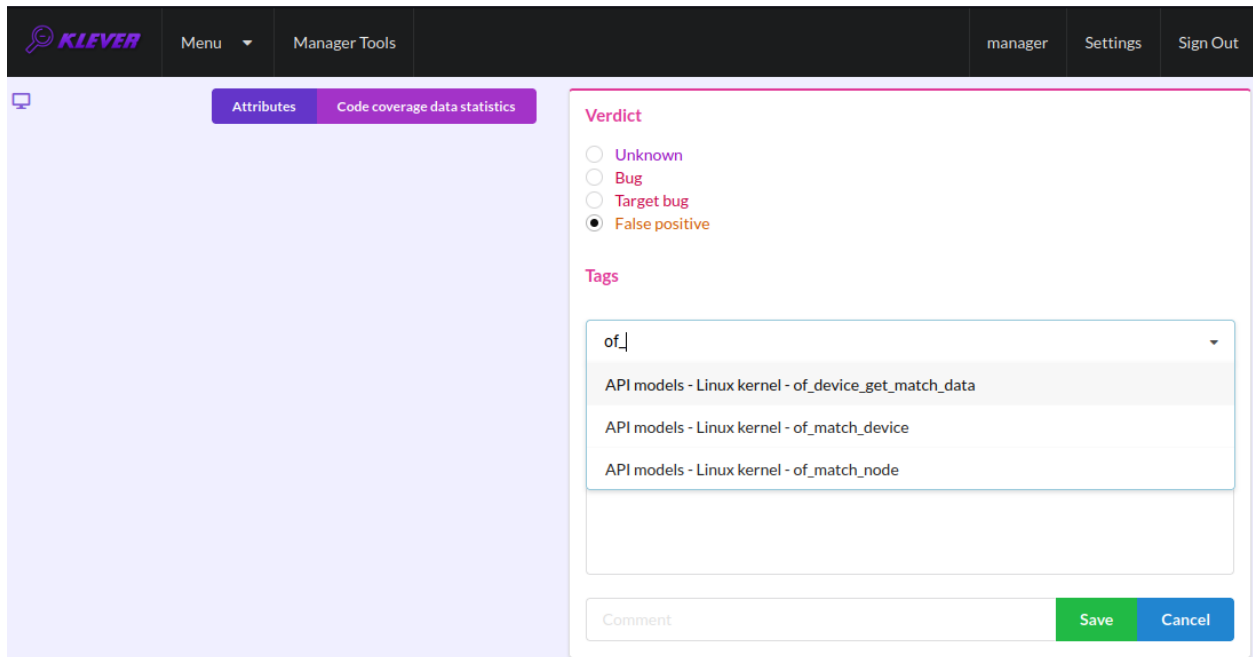 KLEVER Menu Manager Tools manager Settings Sign Out
Attributes Code coverage data statistics
Verdict
Unknown
Bug
Target bug
False positive
Tags
of_
API models - Linux kernel - of_device_get_match_data
API models - Linux kernel - of_match_device
API models - Linux kernel - of_match_node
Comment Save Cancel